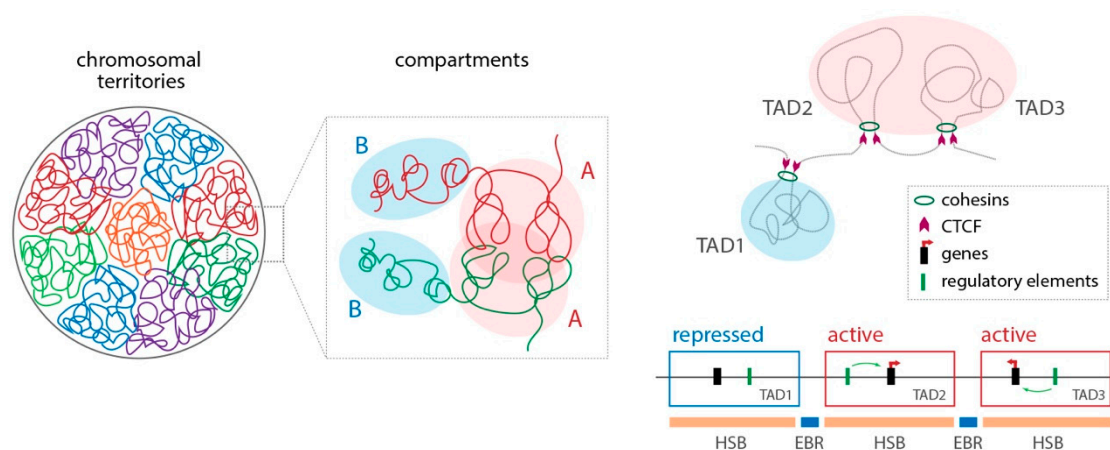 chromosomal
territories
compartments
B
A
B
A
TAD2
TAD3
TAD1
cohesins
CTCF
genes
regulatory elements
repressed
active
active
TAD1
TAD2
TAD3
HSB
EBR
HSB
EBR
HSB